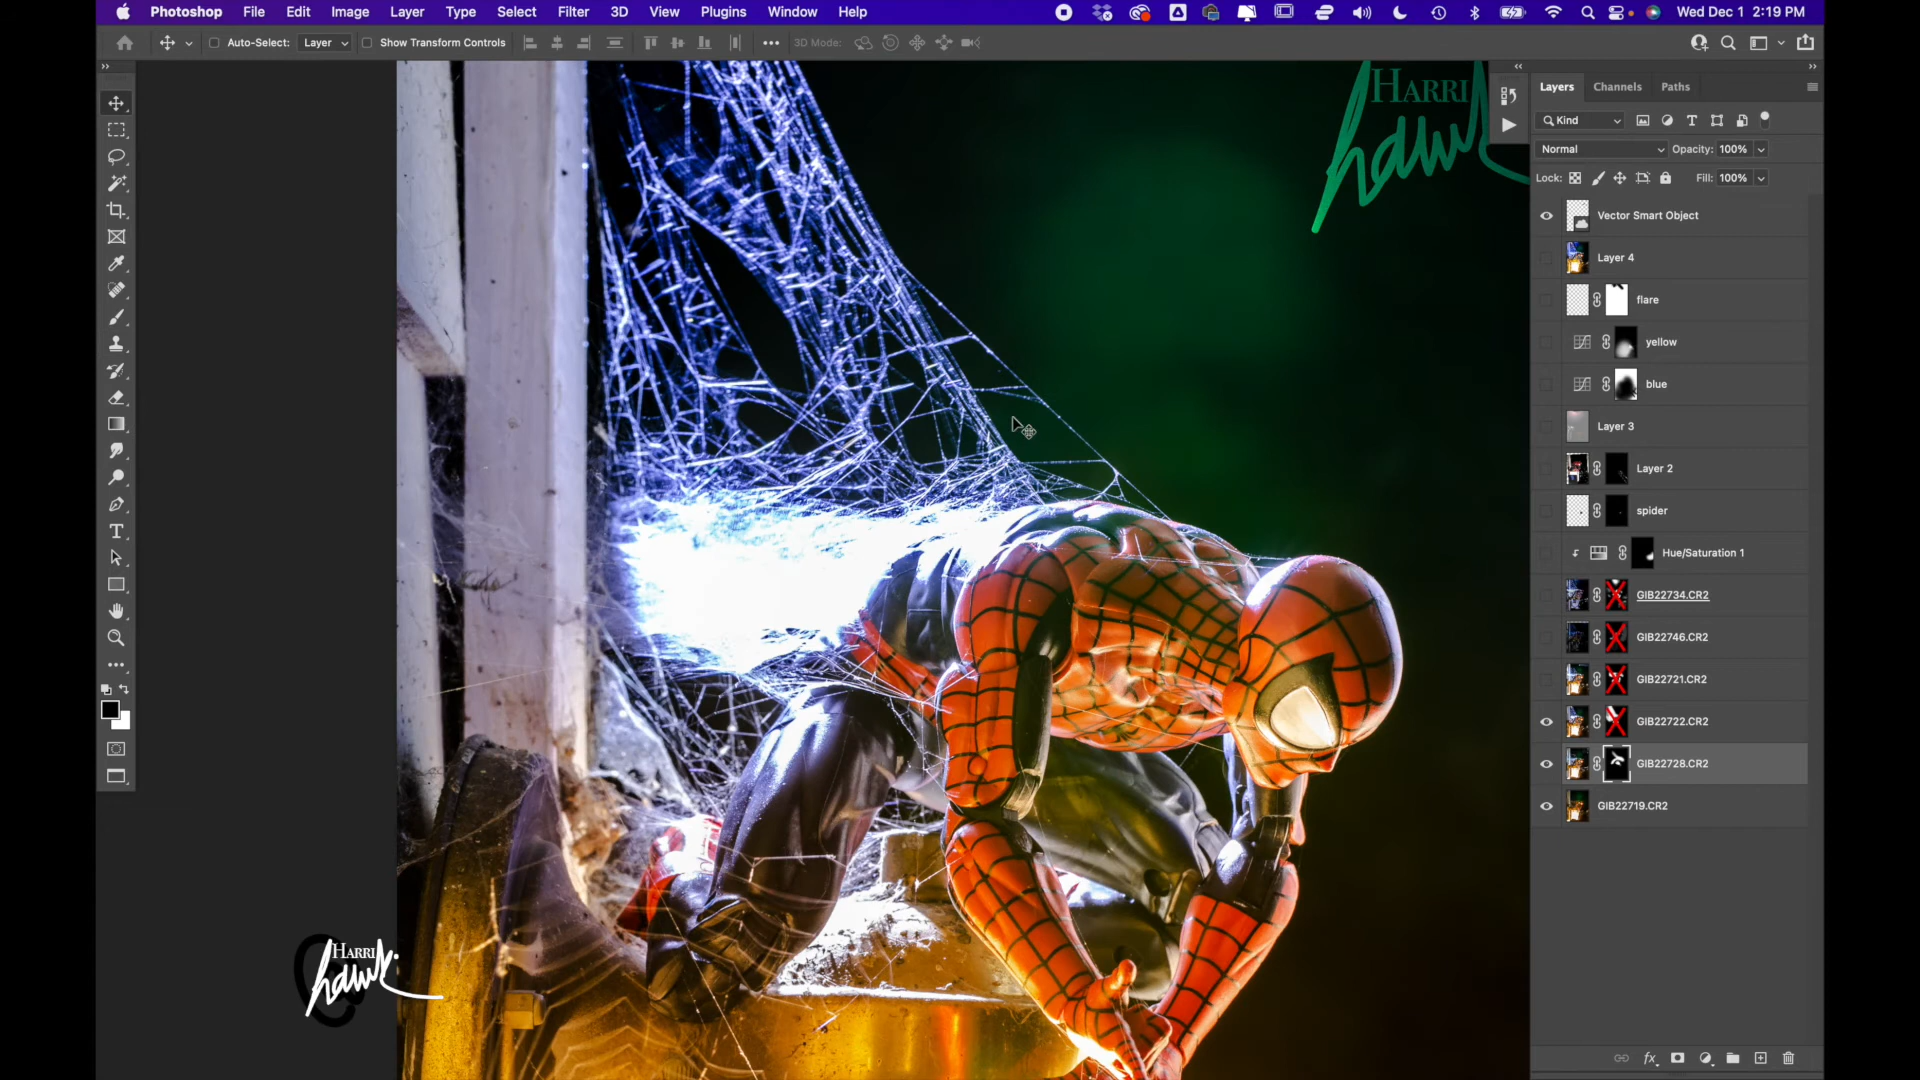 Photoshop File Edit Image Layer Type Select Filter 3D View Plugins Window Help Wed Dec 1 2:19 PM
Auto-Select: Layer Show Transform Controls 3D Mode:
Layers Channels Paths
Kind
Normal Opacity: 100%
Lock: Fill: 100%
Vector Smart Object
Layer 4
flare
yellow
blue
Layer 3
Layer 2
spider
Hue/Saturation 1
GIB22734.CR2
GIB22746.CR2
GIB22721.CR2
GIB22722.CR2
GIB22728.CR2
GIB22719.CR2
HARRI
hawk
HARRI
hawk